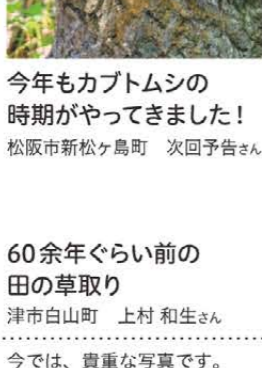 今年もカブトムシの
時期がやってきました!
松阪市新松ヶ島町　次回予告さん
60余年ぐらい前の
田の草取り
津市白山町　上村 和生さん
今では、貴重な写真です。